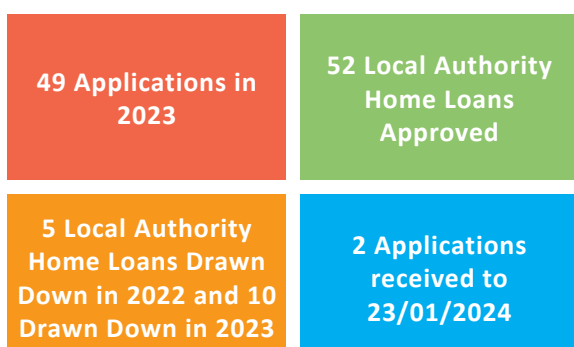 49 Applications in
2023
52 Local Authority
Home Loans
Approved
5 Local Authority
Home Loans Drawn
Down in 2022 and 10
Drawn Down in 2023
2 Applications
received to
23/01/2024